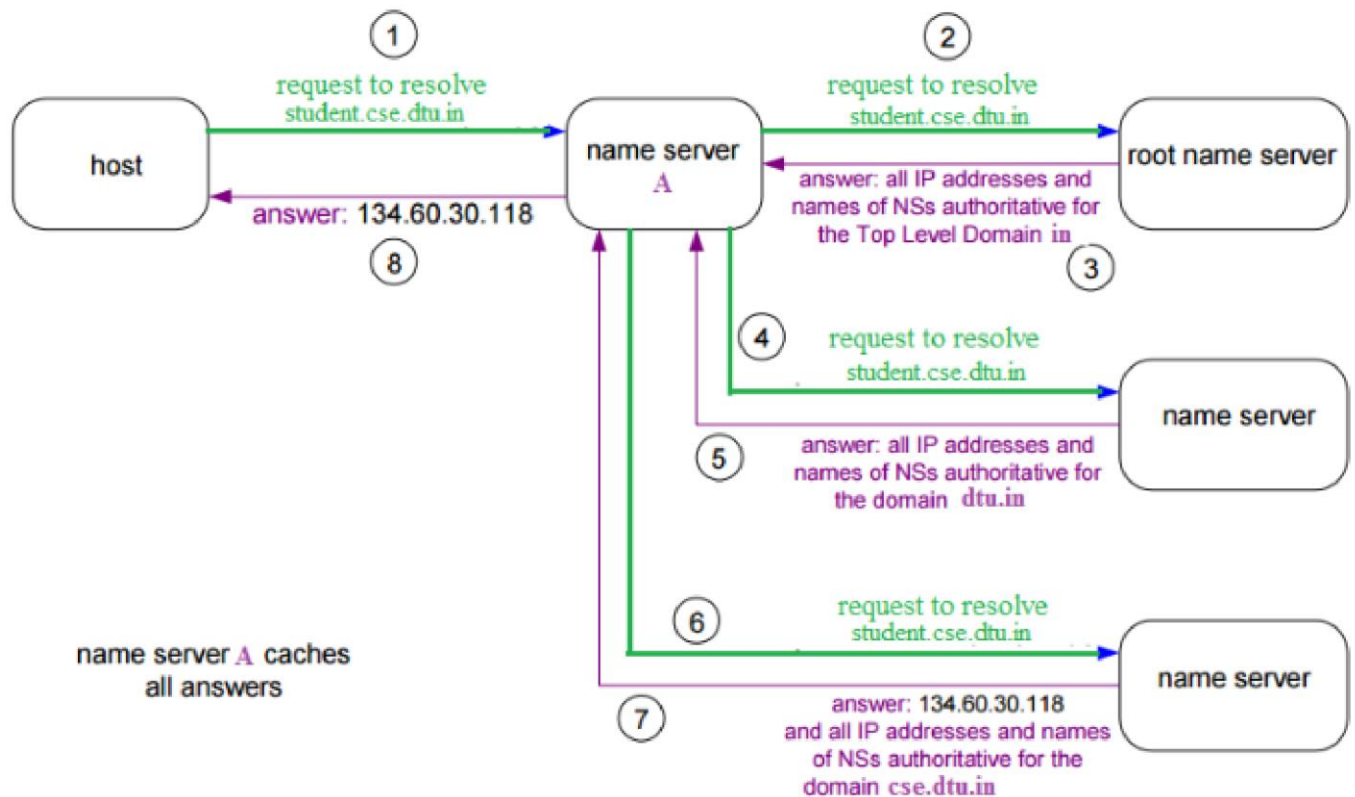 1
request to resolve
student.cse.dtu.in
2
request to resolve
student.cse.dtu.in
host
name server
A
root name server
answer: 134.60.30.118
8
answer: all IP addresses and
names of NSs authoritative for
the Top Level Domain in
3
4
request to resolve
student.cse.dtu.in
name server
5
answer: all IP addresses and
names of NSs authoritative for
the domain dtu.in
6
request to resolve
student.cse.dtu.in
name server A caches
all answers
name server
7
answer: 134.60.30.118
and all IP addresses and names
of NSs authoritative for the
domain cse.dtu.in